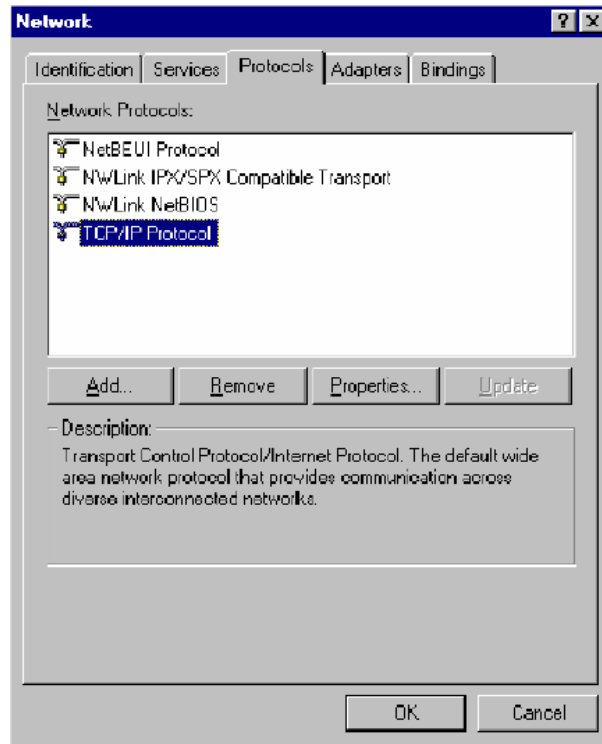 Network
Identification Services Protocols Adapters Bindings
Network Protocols:
NetBEUI Protocol
NWLink IPX/SPX Compatible Transport
NWLink NetBIOS
TCP/IP Protocol
Add... Remove Properties... Update
Description:
Transport Control Protocol/Internet Protocol. The default wide
area network protocol that provides communication across
diverse interconnected networks.
OK Cancel